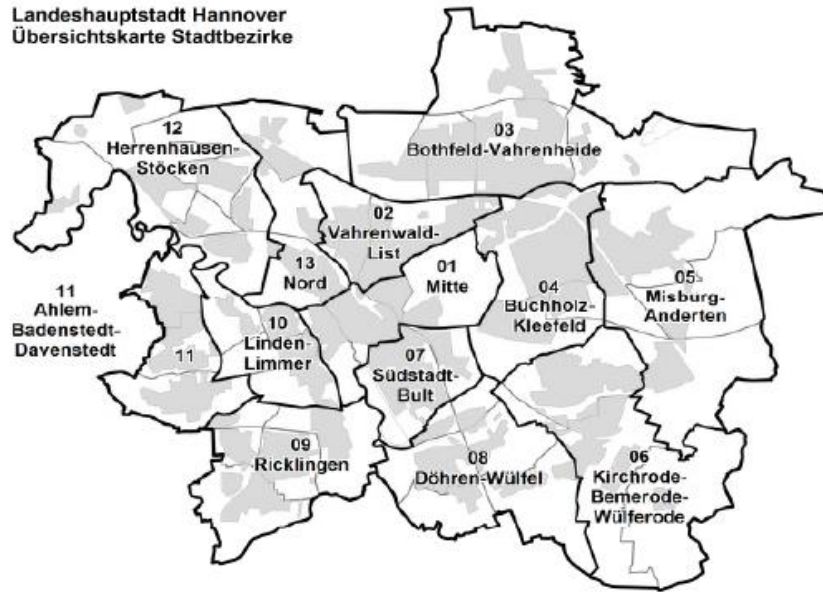 Landeshauptstadt Hannover
Übersichtskarte Stadtbezirke
12
Herrenhausen-
Stöcken
03
Bothfeld-Vahrenheide
02
Vahrenwald-
List
13
Nord
01
Mitte
04
Buchholz-
Kleefeld
05
Misburg-
Anderten
11
Ahlem-
Badenstedt-
Davenstedt
11
10
Linden-
Limmer
07
Südstadt-
Bult
09
Ricklingen
08
Döhren-Wülfel
06
Kirchrode-
Bemerode-
Wülferode